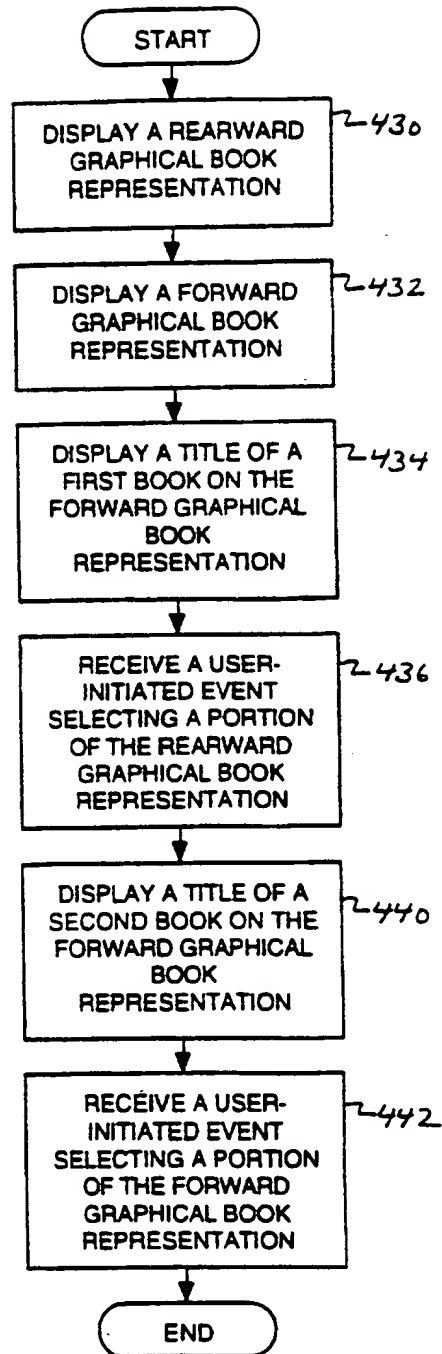 START
DISPLAY A REARWARD
GRAPHICAL BOOK
REPRESENTATION
430
DISPLAY A FORWARD
GRAPHICAL BOOK
REPRESENTATION
432
DISPLAY A TITLE OF A
FIRST BOOK ON THE
FORWARD GRAPHICAL
BOOK
REPRESENTATION
434
RECEIVE A USER-
INITIATED EVENT
SELECTING A PORTION
OF THE REARWARD
GRAPHICAL BOOK
REPRESENTATION
436
DISPLAY A TITLE OF A
SECOND BOOK ON THE
FORWARD GRAPHICAL
BOOK
REPRESENTATION
440
RECEIVE A USER-
INITIATED EVENT
SELECTING A PORTION
OF THE FORWARD
GRAPHICAL BOOK
REPRESENTATION
442
END